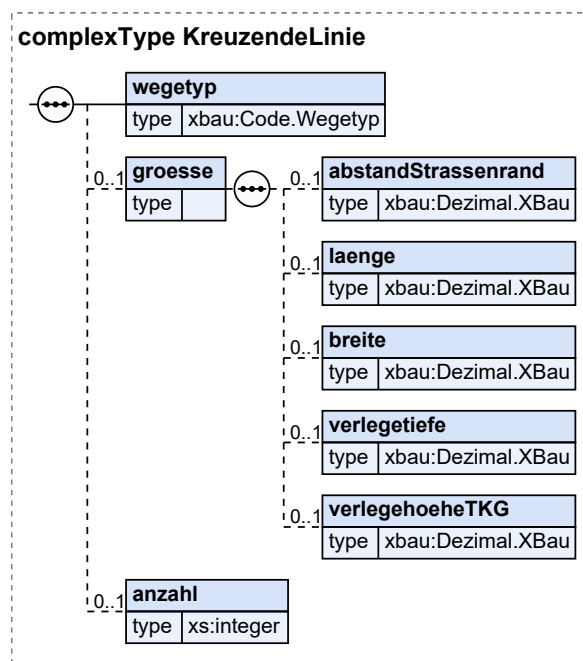 complexType KreuzendeLinie
wegetyp
type xbau:Code.Wegetyp
0..1 groesse
type
0..1 abstandStrassenrand
type xbau:Dezimal.XBau
0..1 laenge
type xbau:Dezimal.XBau
0..1 breite
type xbau:Dezimal.XBau
0..1 verlegetiefe
type xbau:Dezimal.XBau
0..1 verlegehoeheTKG
type xbau:Dezimal.XBau
0..1 anzahl
type xs:integer